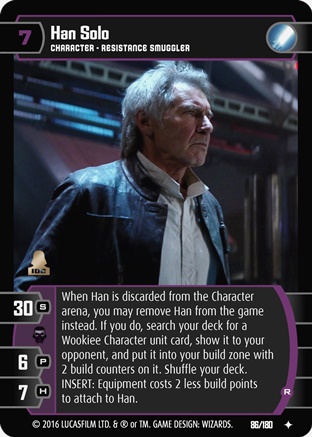 7
Han Solo
CHARACTER - RESISTANCE SMUGGLER
30 S
6 P
7 H
When Han is discarded from the Character
arena, you may remove Han from the game
instead. If you do, search your deck for a
Wookiee Character unit card, show it to your
opponent, and put it into your build zone with
2 build counters on it. Shuffle your deck.
INSERT: Equipment costs 2 less build points
to attach to Han.
R
© 2016 LUCASFILM LTD. & ® or TM. GAME DESIGN: WIZARDS.
86/180